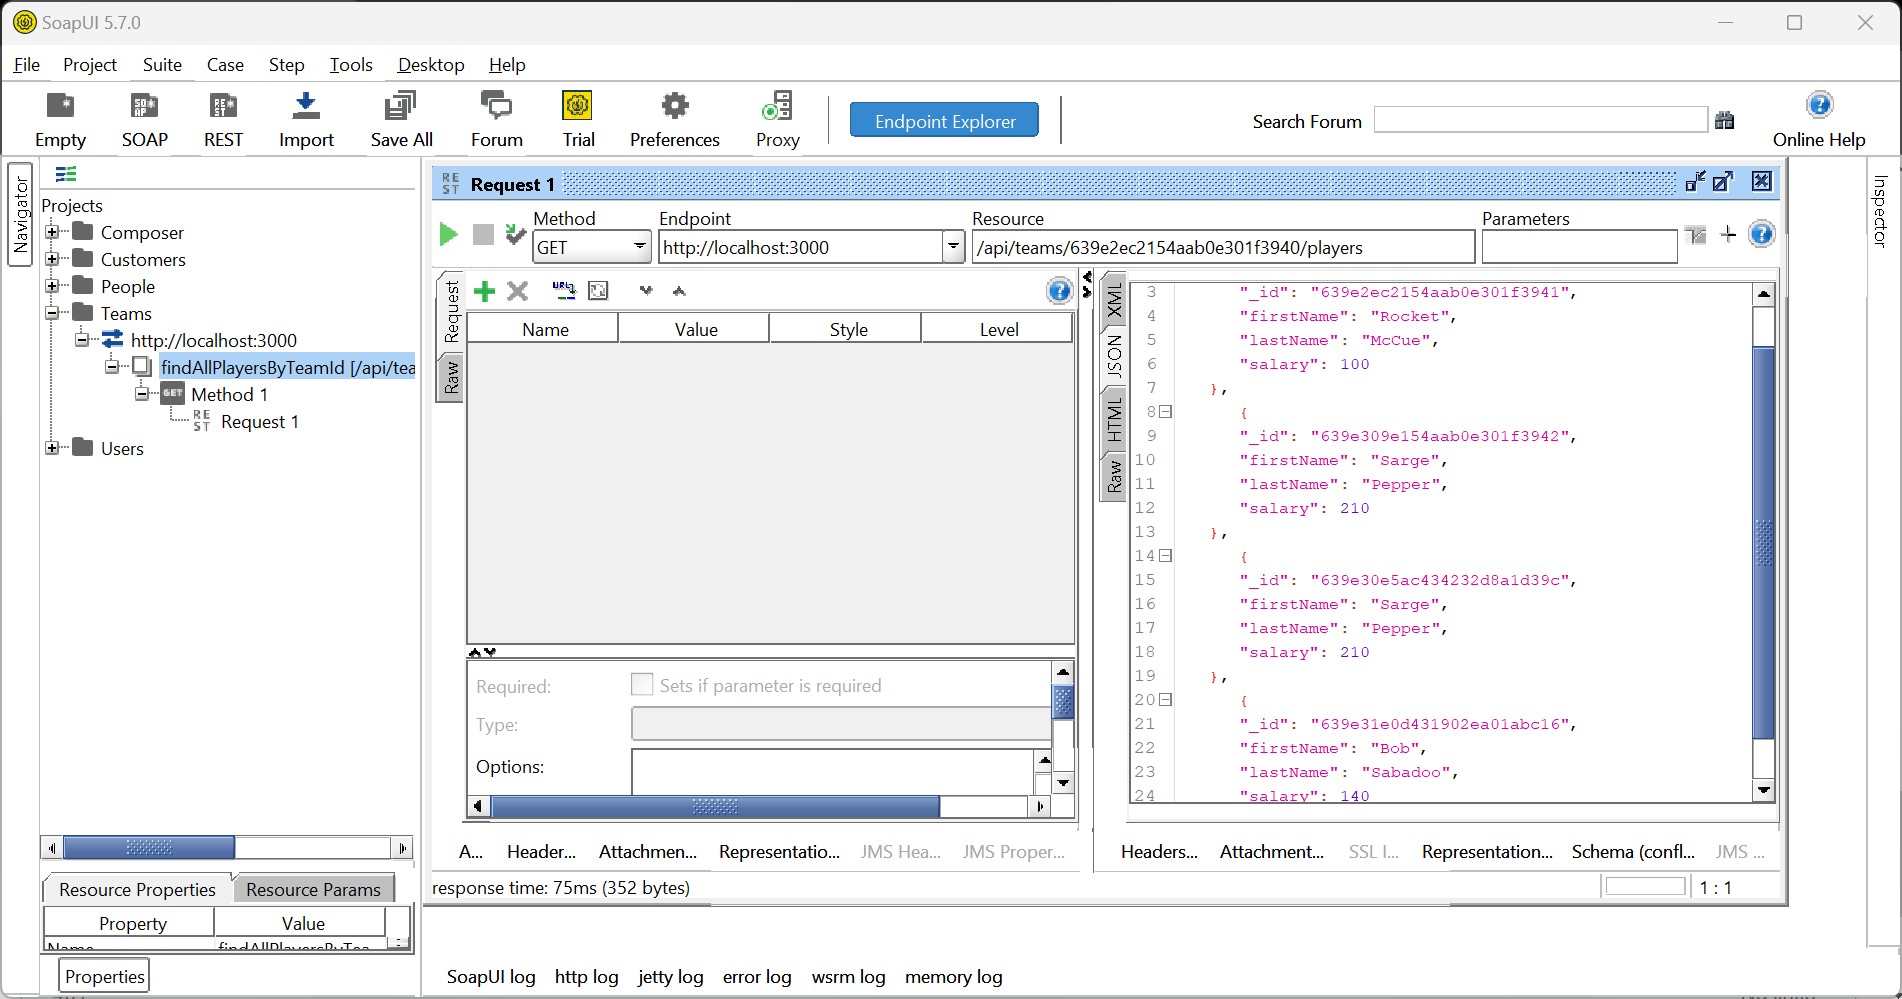 SoapUI 5.7.0
File Project Suite Case Step Tools Desktop Help
Empty SOAP REST Import Save All Forum Trial Preferences Proxy Endpoint Explorer Search Forum Online Help
Navigator
Projects
Composer
Customers
People
Teams
http://localhost:3000
findAllPlayersByTeamId [/api/tea
GET Method 1
REST Request 1
Users
Resource Properties Resource Params
Property Value
Name findAllPlayersByTea
Properties
REST Request 1
Method Endpoint Resource Parameters
GET http://localhost:3000 /api/teams/639e2ec2154aab0e301f3940/players
Request
Raw
Name Value Style Level
Required: Sets if parameter is required
Type:
Options:
A... Header... Attachmen... Representatio... JMS Hea... JMS Proper...
XML
JSON
HTML
Raw
3 "_id": "639e2ec2154aab0e301f3941",
4 "firstName": "Rocket",
5 "lastName": "McCue",
6 "salary": 100
7 },
8 {
9 "_id": "639e309e154aab0e301f3942",
10 "firstName": "Sarge",
11 "lastName": "Pepper",
12 "salary": 210
13 },
14 {
15 "_id": "639e30e5ac434232d8a1d39c",
16 "firstName": "Sarge",
17 "lastName": "Pepper",
18 "salary": 210
19 },
20 {
21 "_id": "639e31e0d431902ea01abc16",
22 "firstName": "Bob",
23 "lastName": "Sabadoo",
24 "salary": 140
Headers... Attachment... SSL I... Representation... Schema (confl... JMS ...
response time: 75ms (352 bytes) 1 : 1
Inspector
SoapUI log http log jetty log error log wsrm log memory log